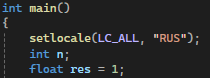 int main()
{
setlocale(LC_ALL, "RUS");
int n;
float res = 1;